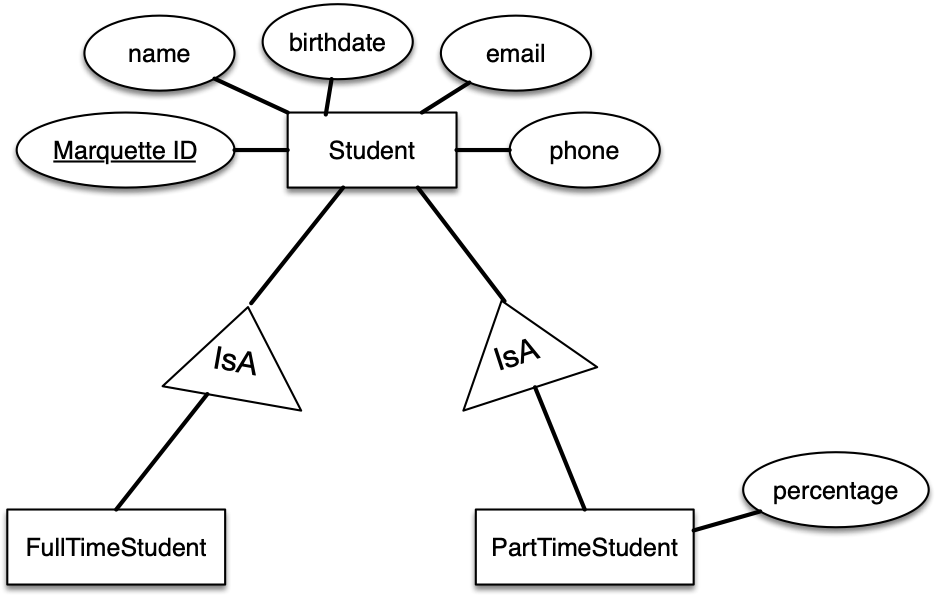 name
birthdate
email
Marquette ID
Student
phone
IsA
IsA
percentage
FullTimeStudent
PartTimeStudent